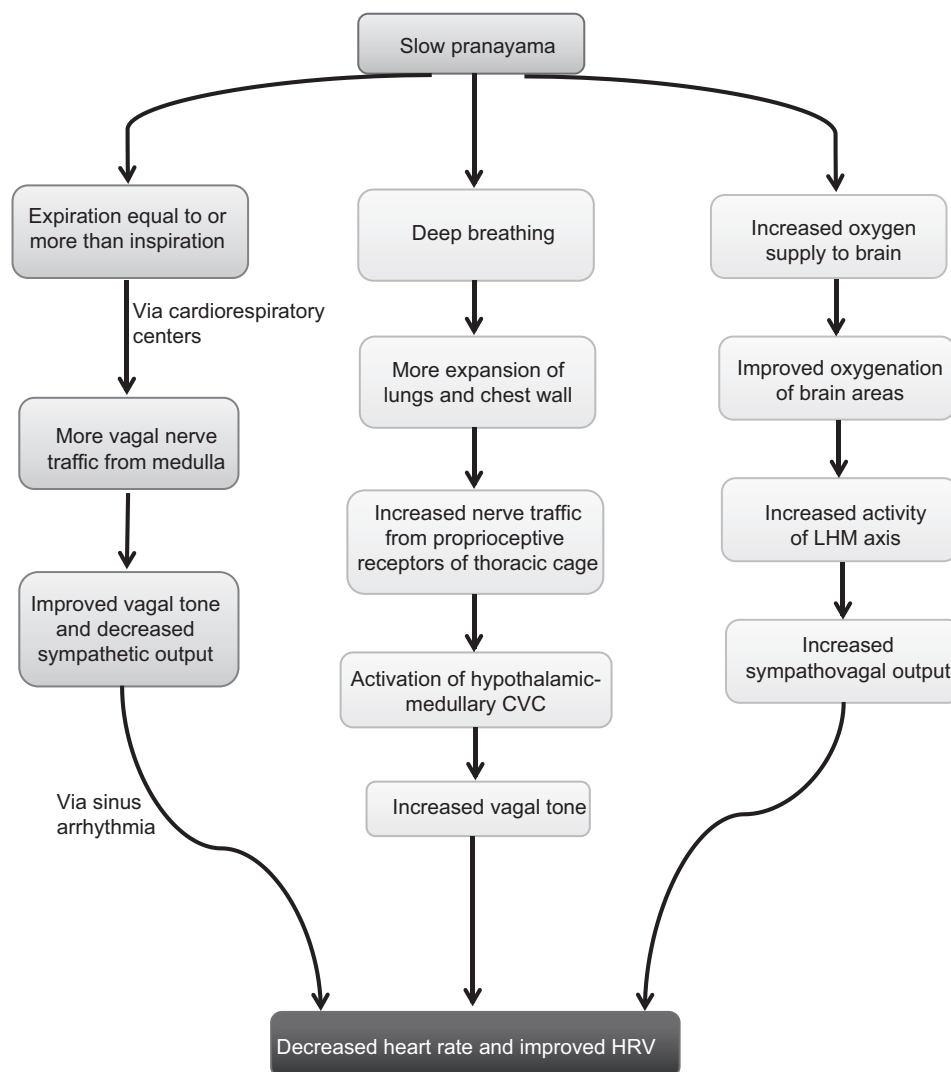 Slow pranayama
Expiration equal to or
more than inspiration
Via cardiorespiratory
centers
More vagal nerve
traffic from medulla
Improved vagal tone
and decreased
sympathetic output
Via sinus
arrhythmia
Deep breathing
More expansion of
lungs and chest wall
Increased nerve traffic
from proprioceptive
receptors of thoracic cage
Activation of hypothalamic-
medullary CVC
Increased vagal tone
Increased oxygen
supply to brain
Improved oxygenation
of brain areas
Increased activity
of LHM axis
Increased
sympathovagal output
Decreased heart rate and improved HRV